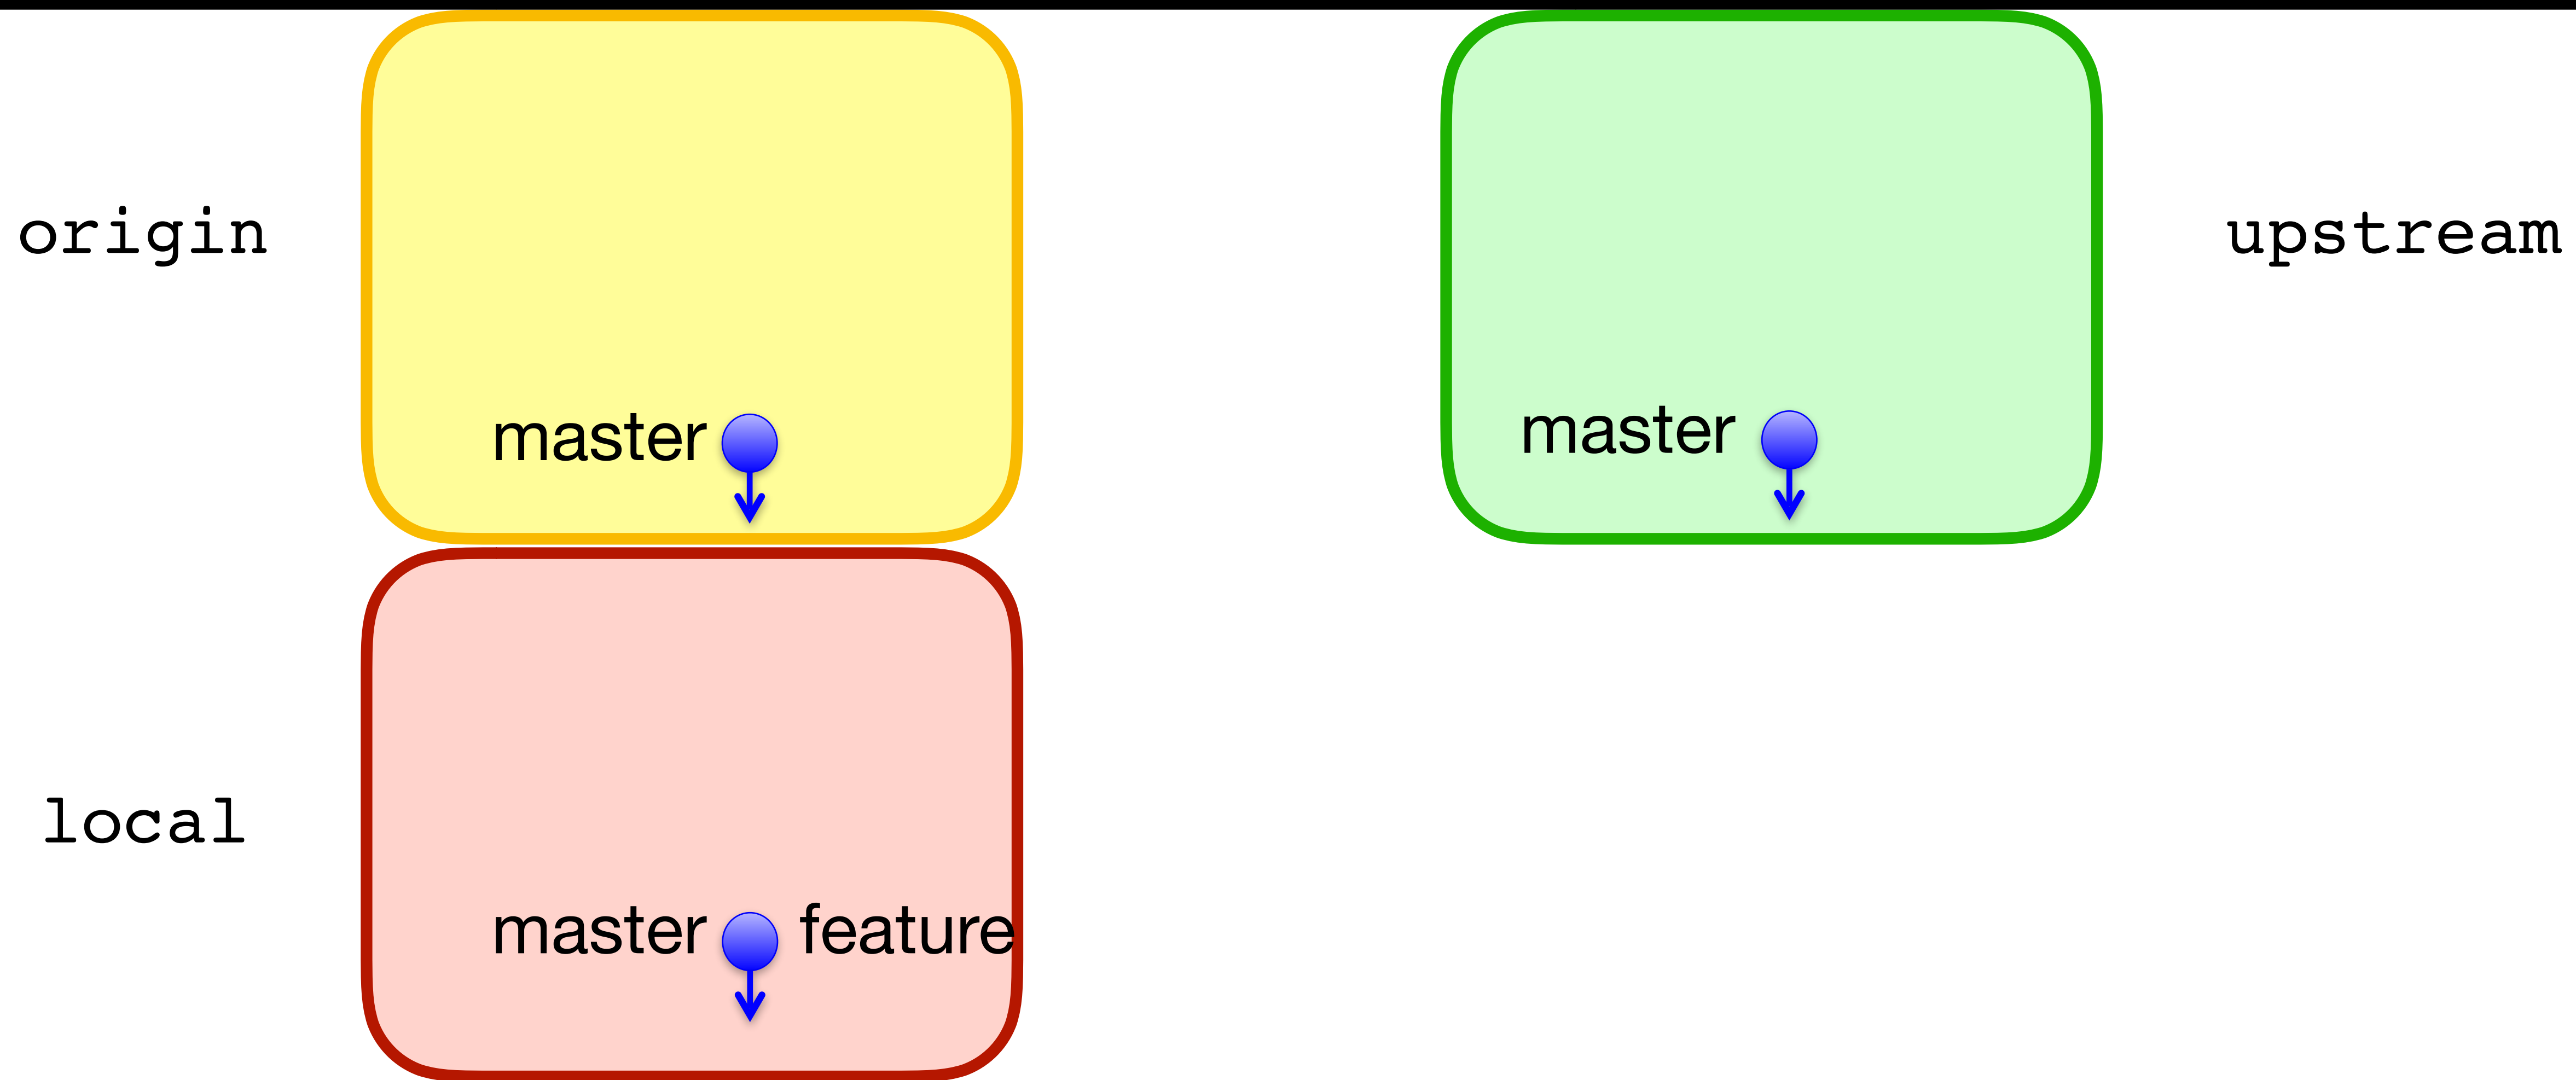 origin
master
master
upstream
local
master feature